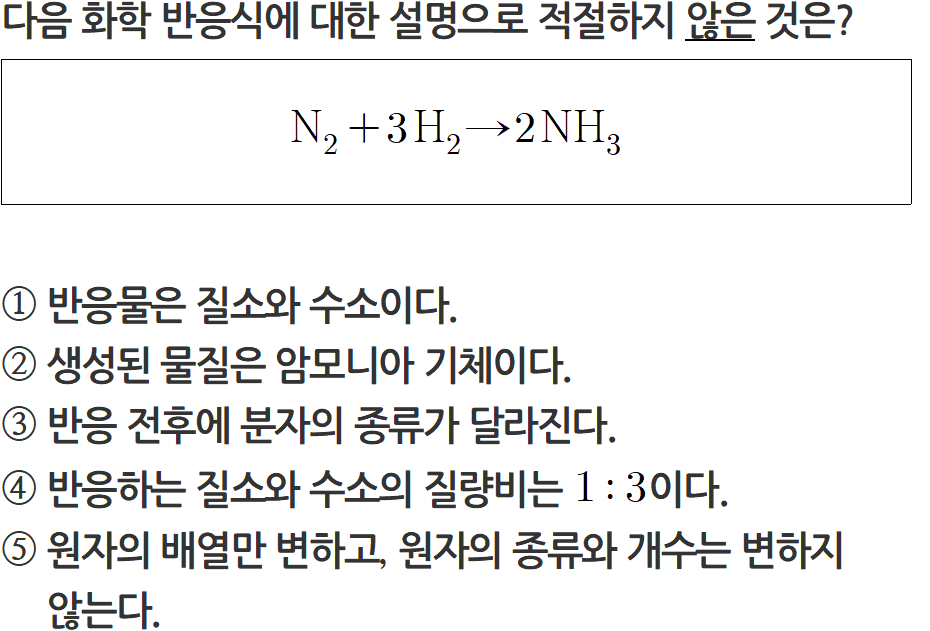 다음 화학 반응식에 대한 설명으로 적절하지 않은 것은?
N₂+3H₂→2NH₃
① 반응물은 질소와 수소이다.
② 생성된 물질은 암모니아 기체이다.
③ 반응 전후에 분자의 종류가 달라진다.
④ 반응하는 질소와 수소의 질량비는 1 : 3이다.
⑤ 원자의 배열만 변하고, 원자의 종류와 개수는 변하지
않는다.